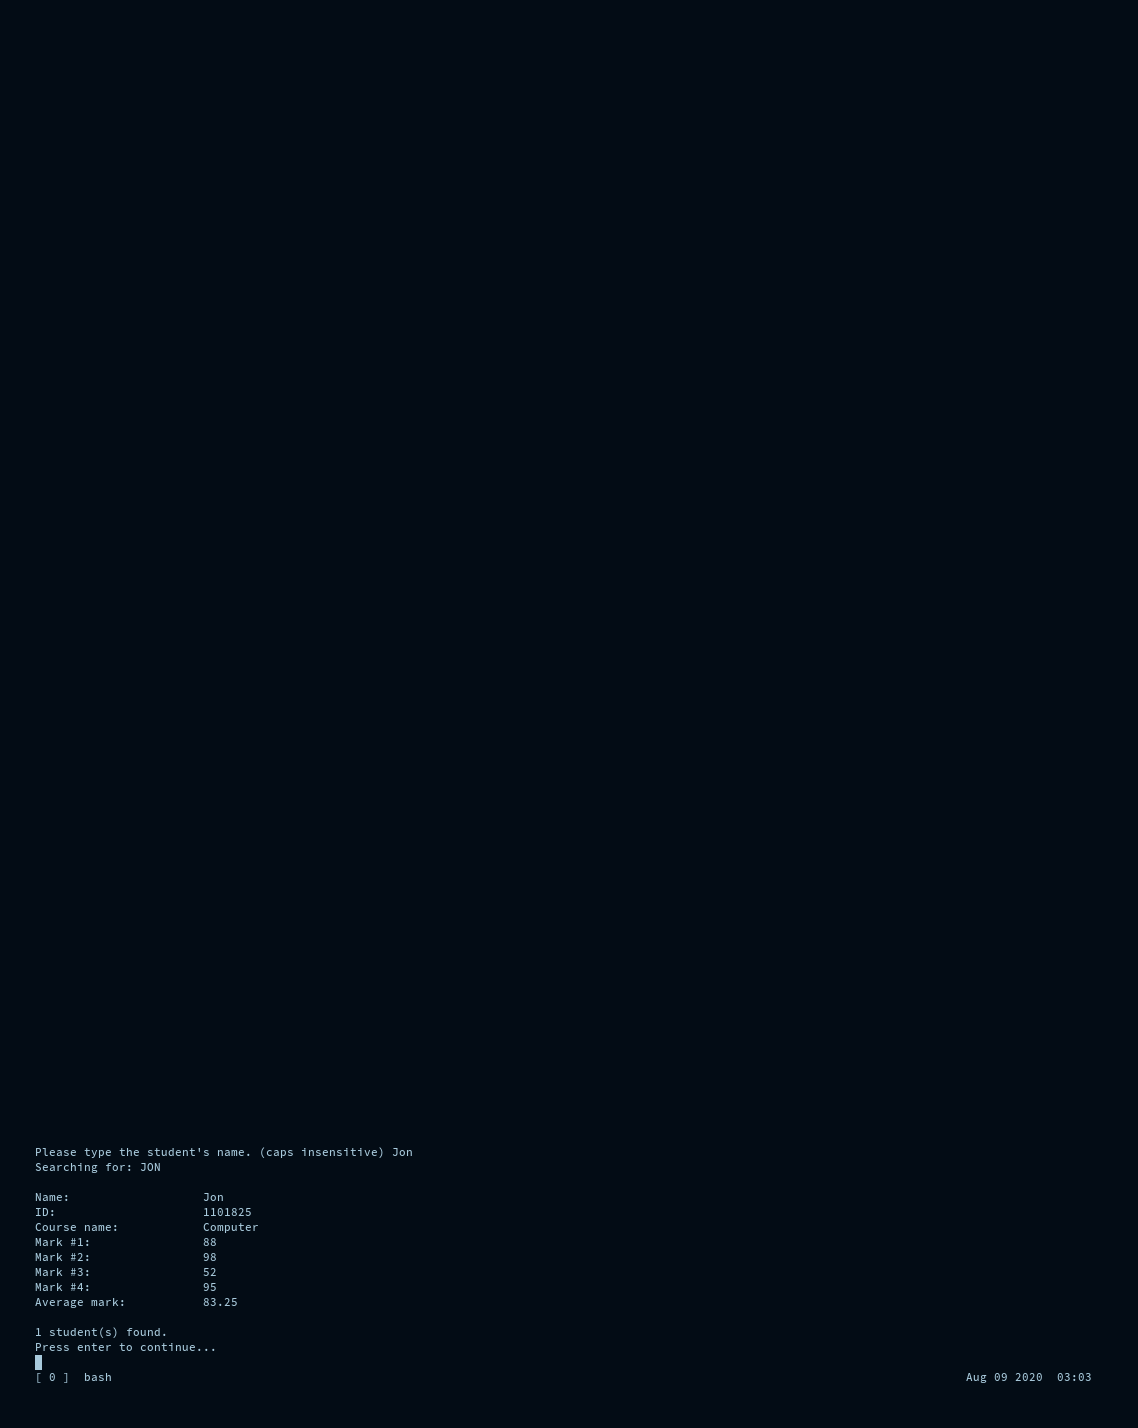 Please type the student's name. (caps insensitive) Jon
Searching for: JON
Name: Jon
ID: 1101825
Course name: Computer
Mark #1: 88
Mark #2: 98
Mark #3: 52
Mark #4: 95
Average mark: 83.25
1 student(s) found.
Press enter to continue...
[ 0 ] bash Aug 09 2020 03:03